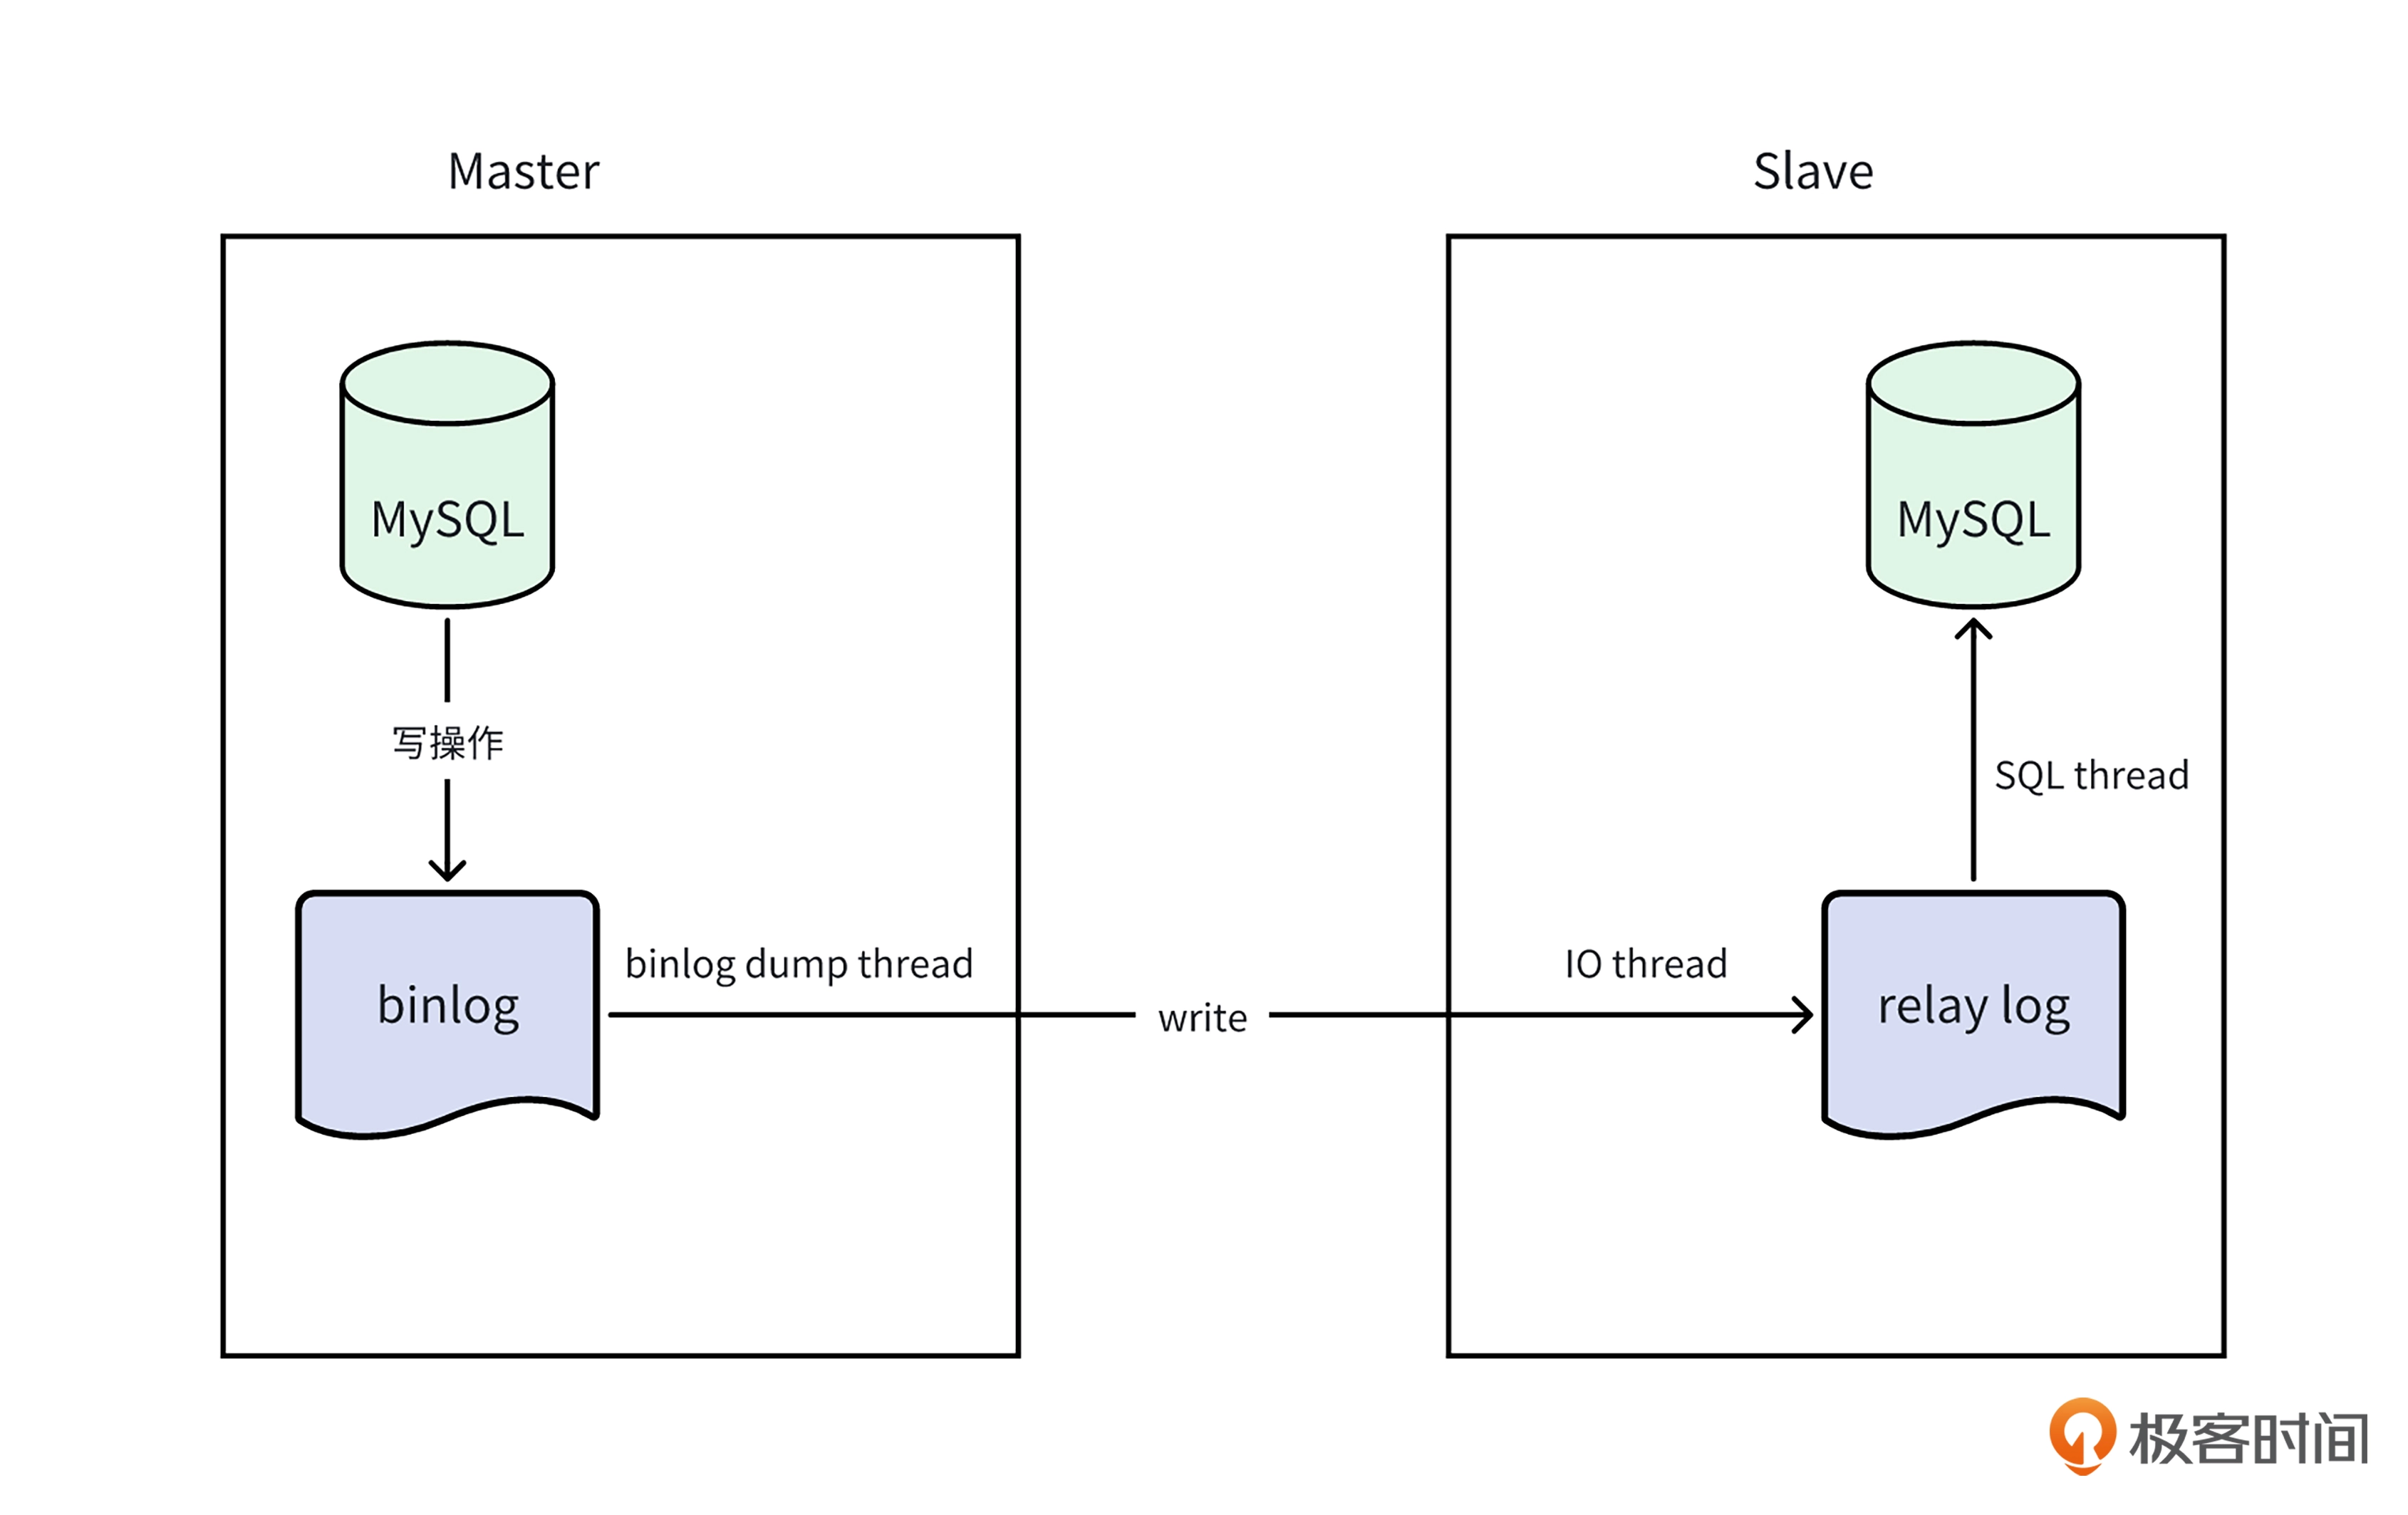 Master
Slave
MySQL
MySQL
写操作
SQL thread
binlog
binlog dump thread
write
IO thread
relay log
极客时间